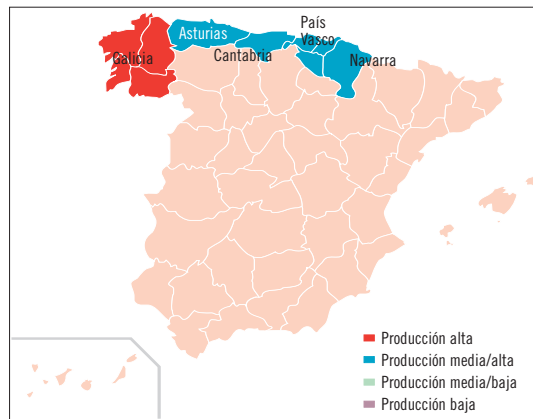 País
Vasco
Asturias
Galicia
Cantabria
Navarra
Producción alta
Producción media/alta
Producción media/baja
Producción baja